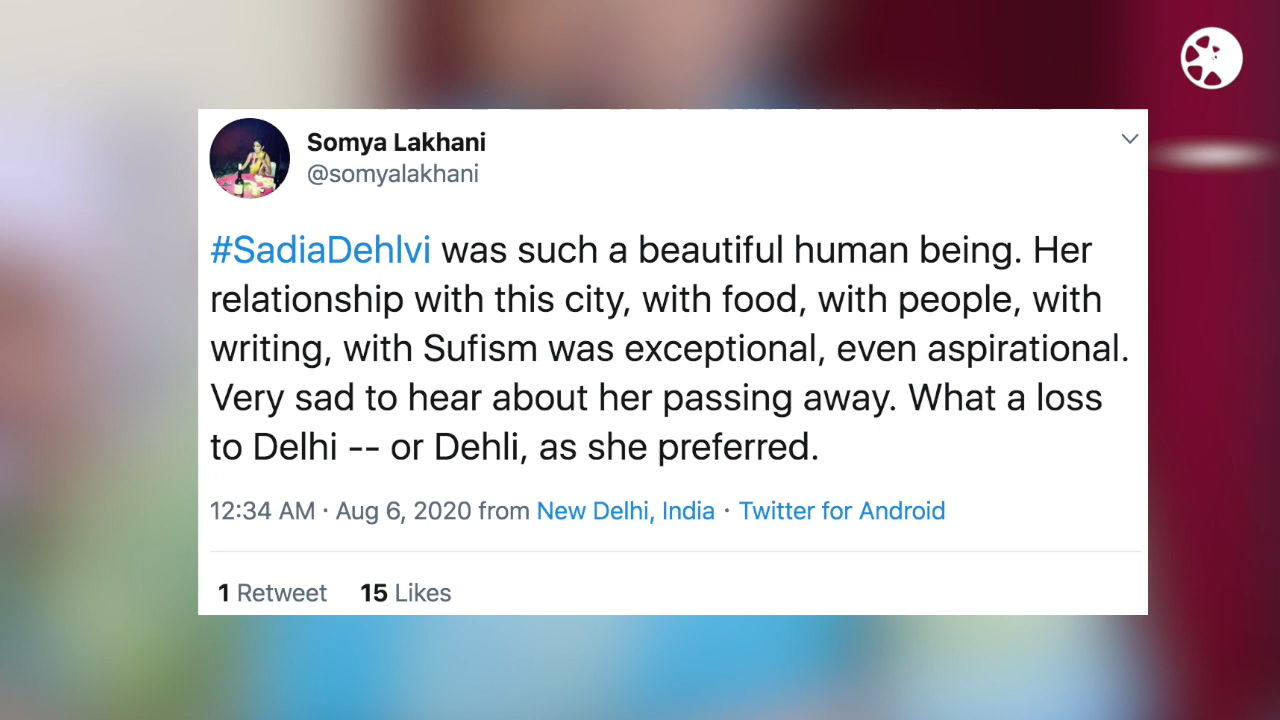 Somya Lakhani
@somyalakhani
#SadiaDehlvi was such a beautiful human being. Her
relationship with this city, with food, with people, with
writing, with Sufism was exceptional, even aspirational.
Very sad to hear about her passing away. What a loss
to Delhi -- or Dehli, as she preferred.
12:34 AM · Aug 6, 2020 from New Delhi, India · Twitter for Android
1 Retweet 15 Likes